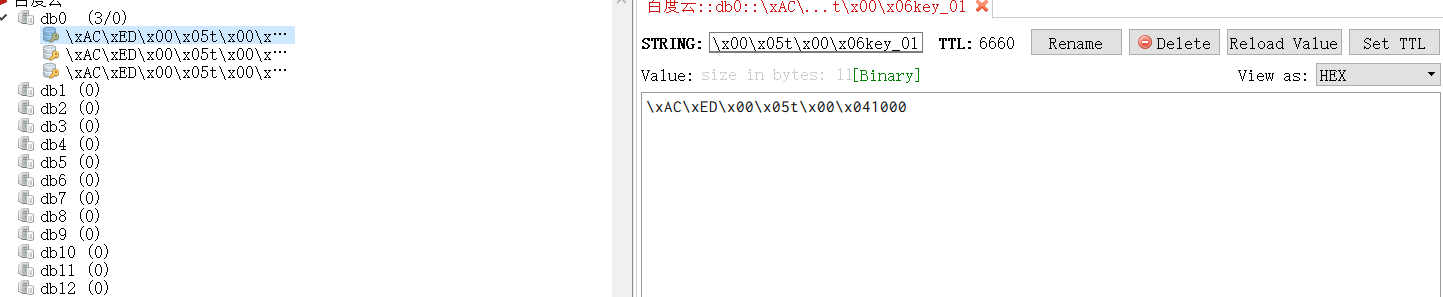 百度云
db0 (3/0)
\xAC\xED\x00\x05t\x00\x···
\xAC\xED\x00\x05t\x00\x···
\xAC\xED\x00\x05t\x00\x···
db1 (0)
db2 (0)
db3 (0)
db4 (0)
db5 (0)
db6 (0)
db7 (0)
db8 (0)
db9 (0)
db10 (0)
db11 (0)
db12 (0)
百度云::db0::\xAC\...t\x00\x06key_01
STRING: \x00\x05t\x00\x06key_01 TTL: 6660 Rename Delete Reload Value Set TTL
Value: size in bytes: 11[Binary] View as: HEX
\xAC\xED\x00\x05t\x00\x041000